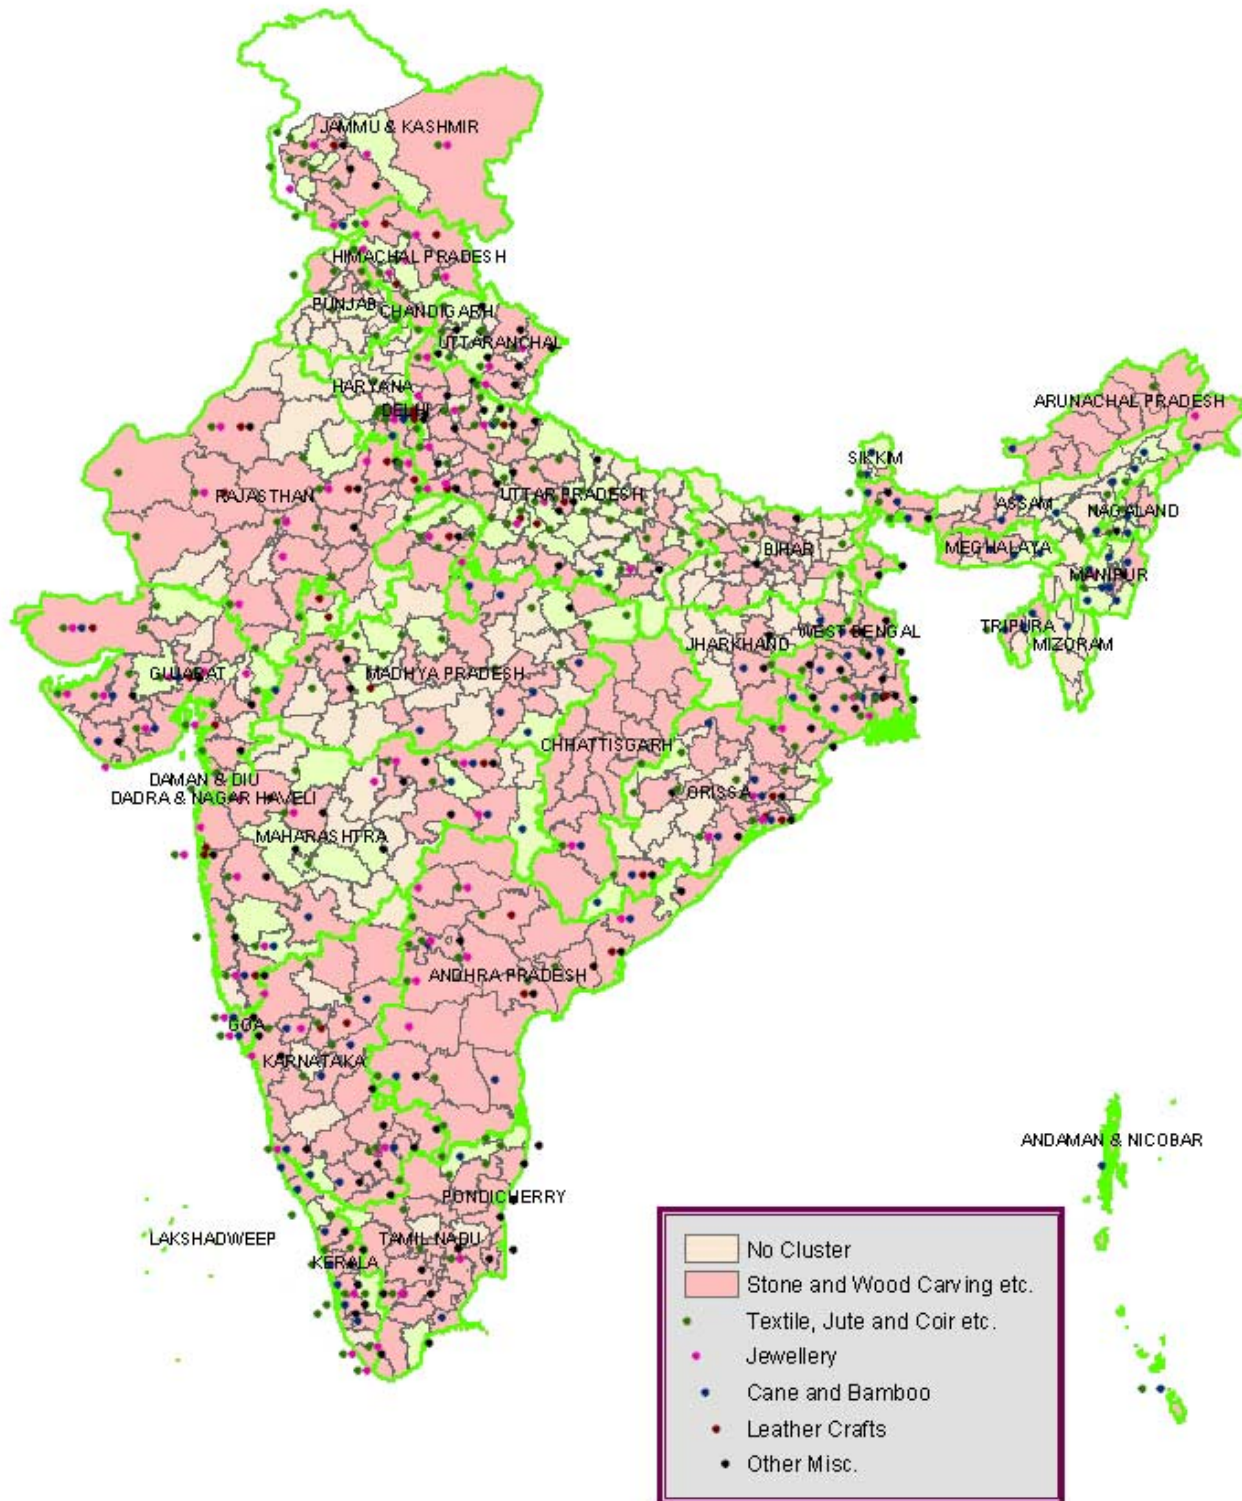 JAMMU & KASHMIR
HIMACHAL PRADESH
PUNJAB
CHANDIGARH
UTTARANCHAL
HARYANA
DELHI
ARUNACHAL PRADESH
SIKKIM
RAJASTHAN
UTTAR PRADESH
ASSAM
NAGALAND
BIHAR
MEGHALAYA
MANIPUR
TRIPURA
MIZORAM
WEST BENGAL
JHARKHAND
GUJARAT
MADHYA PRADESH
CHHATTISGARH
DAMAN & DIU
DADRA & NAGAR HAVELI
ORISSA
MAHARASHTRA
ANDHRA PRADESH
GOA
KARNATAKA
ANDAMAN & NICOBAR
PONDICHERRY
LAKSHADWEEP
TAMIL NADU
KERALA
No Cluster
Stone and Wood Carving etc.
Textile, Jute and Coir etc.
Jewellery
Cane and Bamboo
Leather Crafts
Other Misc.